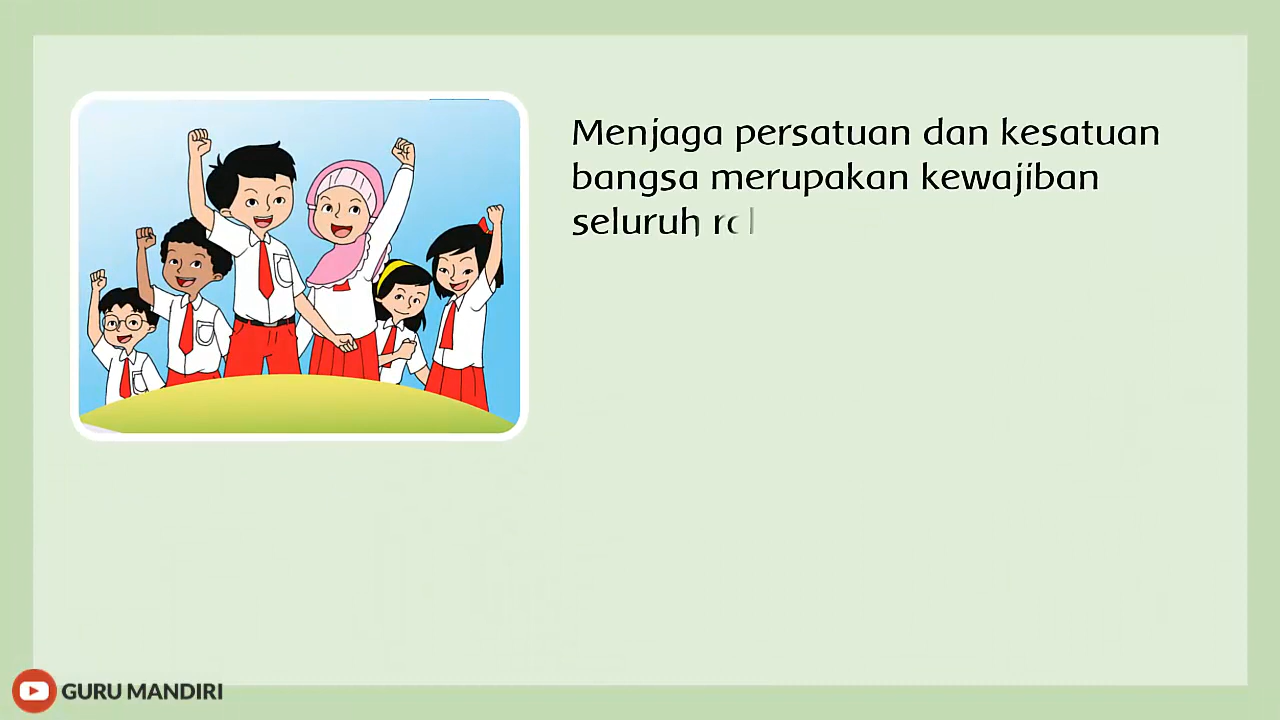 Menjaga persatuan dan kesatuan
bangsa merupakan kewajiban
seluruh
GURU MANDIRI